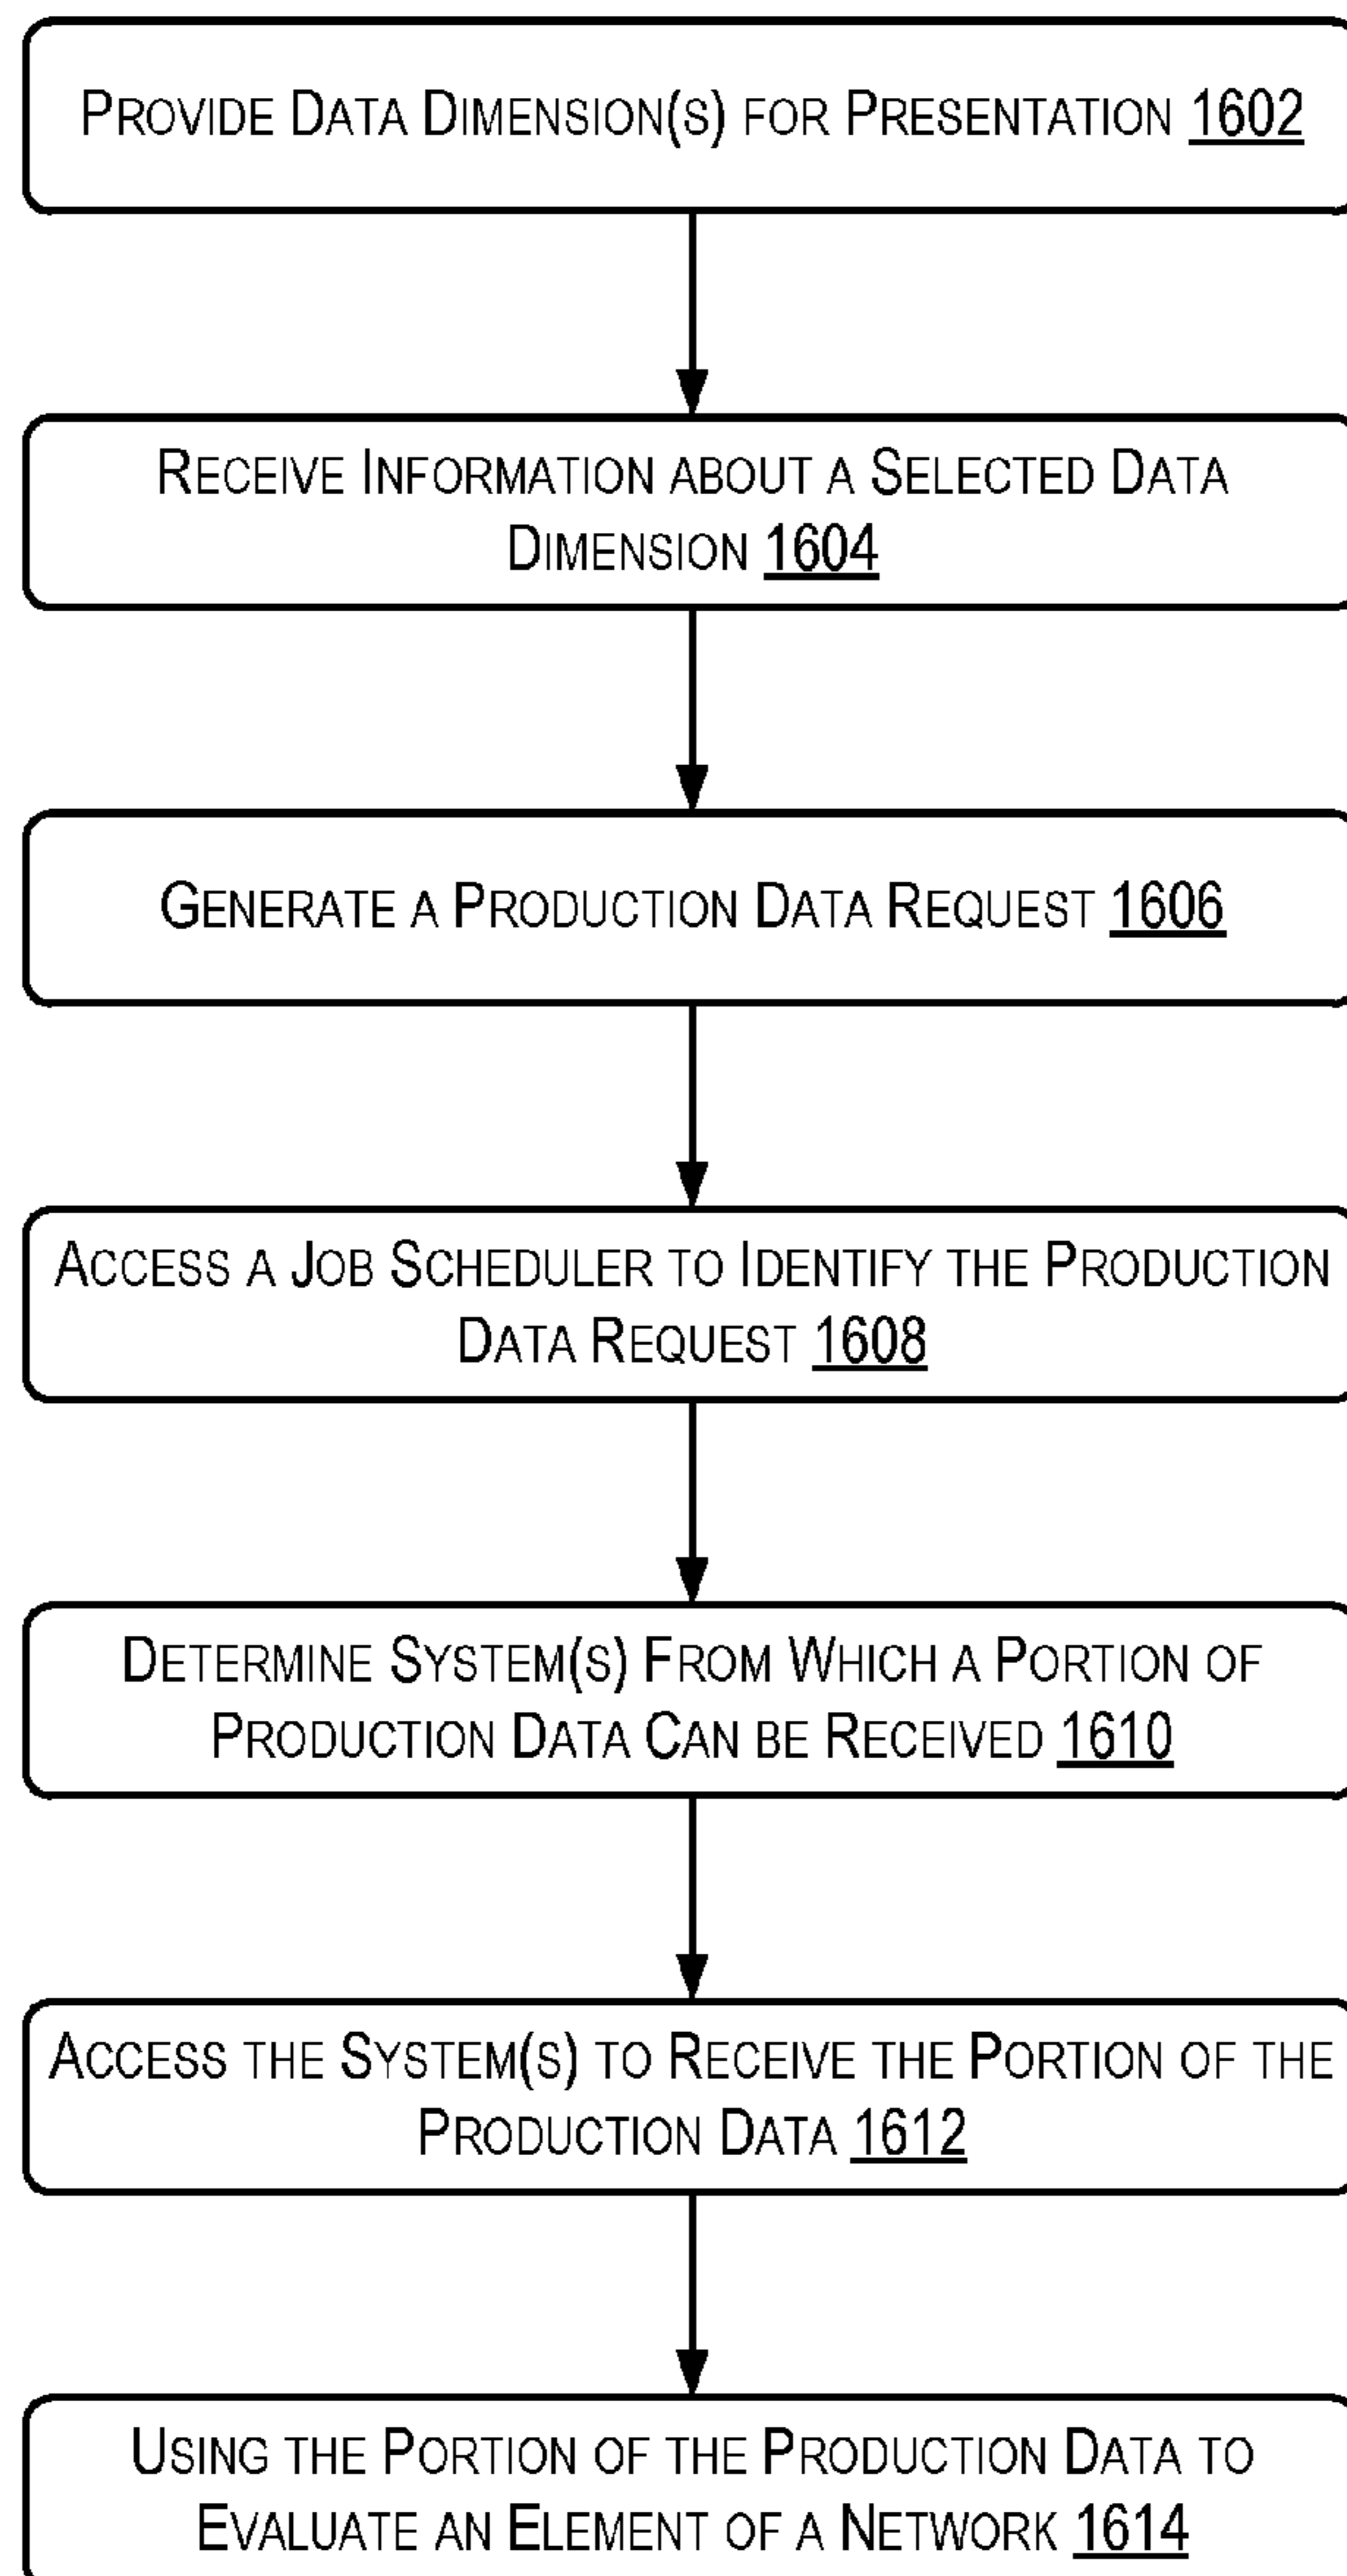 PROVIDE DATA DIMENSION(S) FOR PRESENTATION 1602
RECEIVE INFORMATION ABOUT A SELECTED DATA
DIMENSION 1604
GENERATE A PRODUCTION DATA REQUEST 1606
ACCESS A JOB SCHEDULER TO IDENTIFY THE PRODUCTION
DATA REQUEST 1608
DETERMINE SYSTEM(S) FROM WHICH A PORTION OF
PRODUCTION DATA CAN BE RECEIVED 1610
ACCESS THE SYSTEM(S) TO RECEIVE THE PORTION OF THE
PRODUCTION DATA 1612
USING THE PORTION OF THE PRODUCTION DATA TO
EVALUATE AN ELEMENT OF A NETWORK 1614